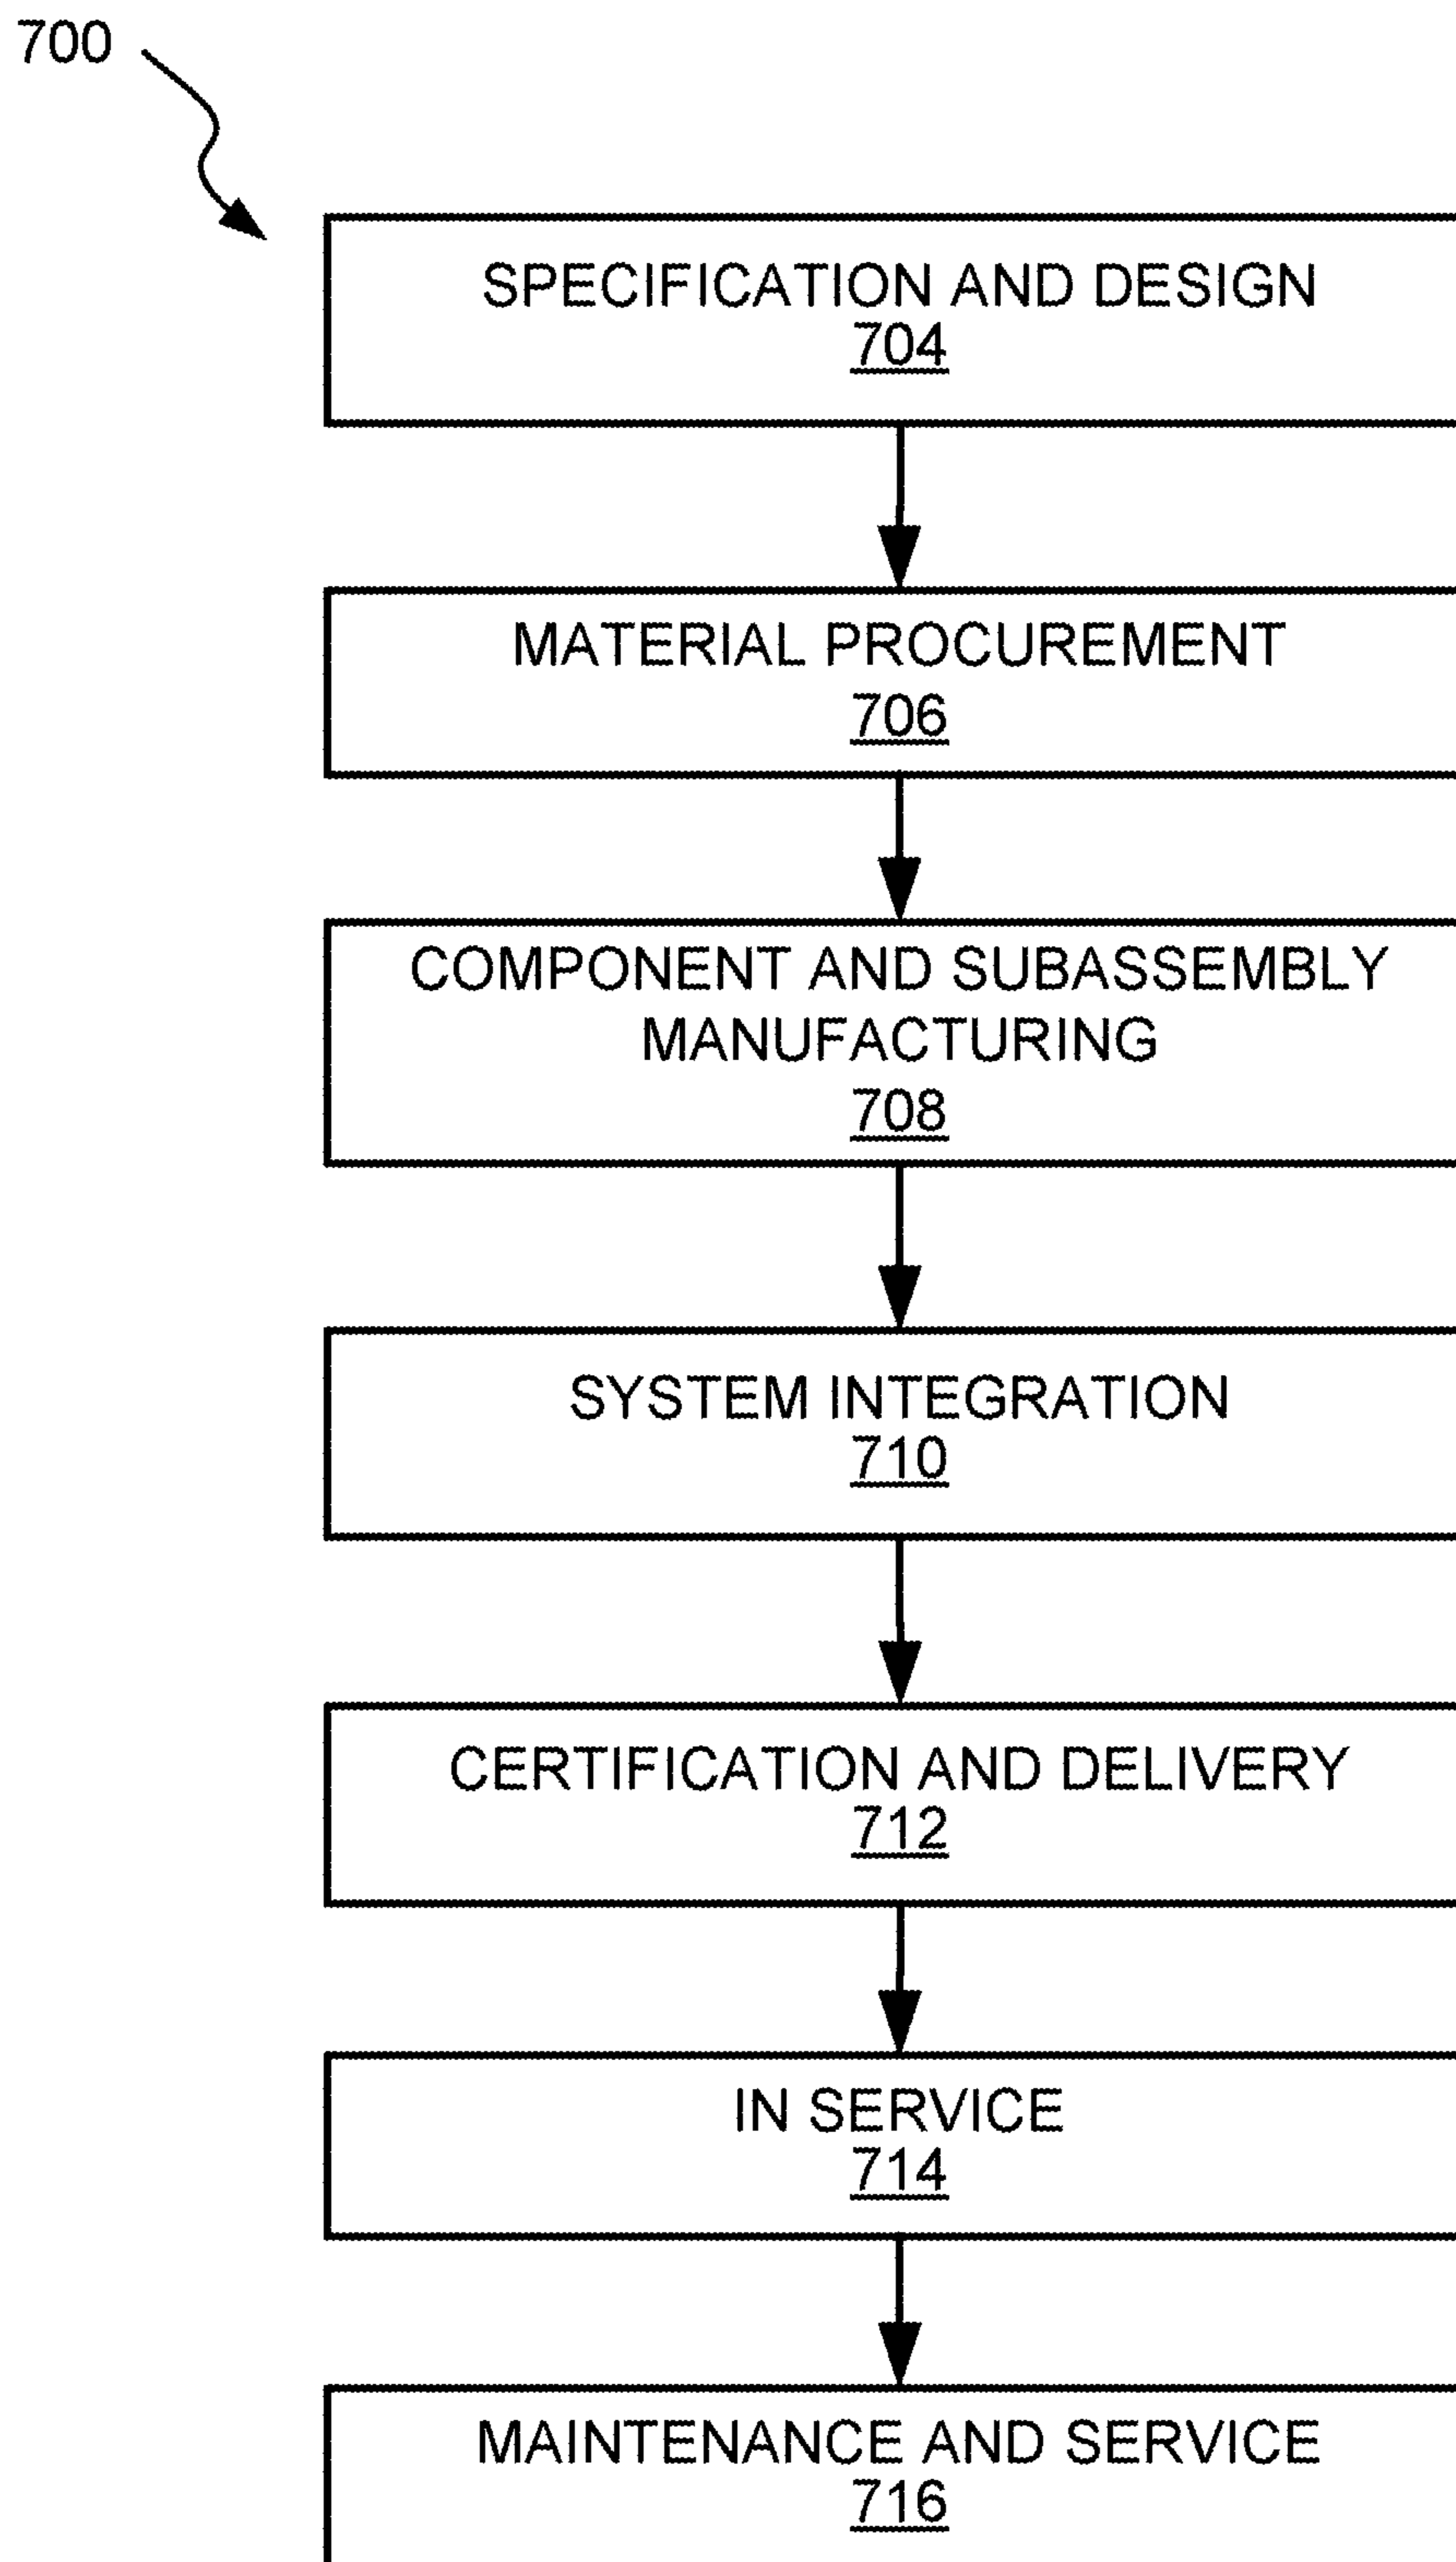 700
SPECIFICATION AND DESIGN
704
MATERIAL PROCUREMENT
706
COMPONENT AND SUBASSEMBLY
MANUFACTURING
708
SYSTEM INTEGRATION
710
CERTIFICATION AND DELIVERY
712
IN SERVICE
714
MAINTENANCE AND SERVICE
716